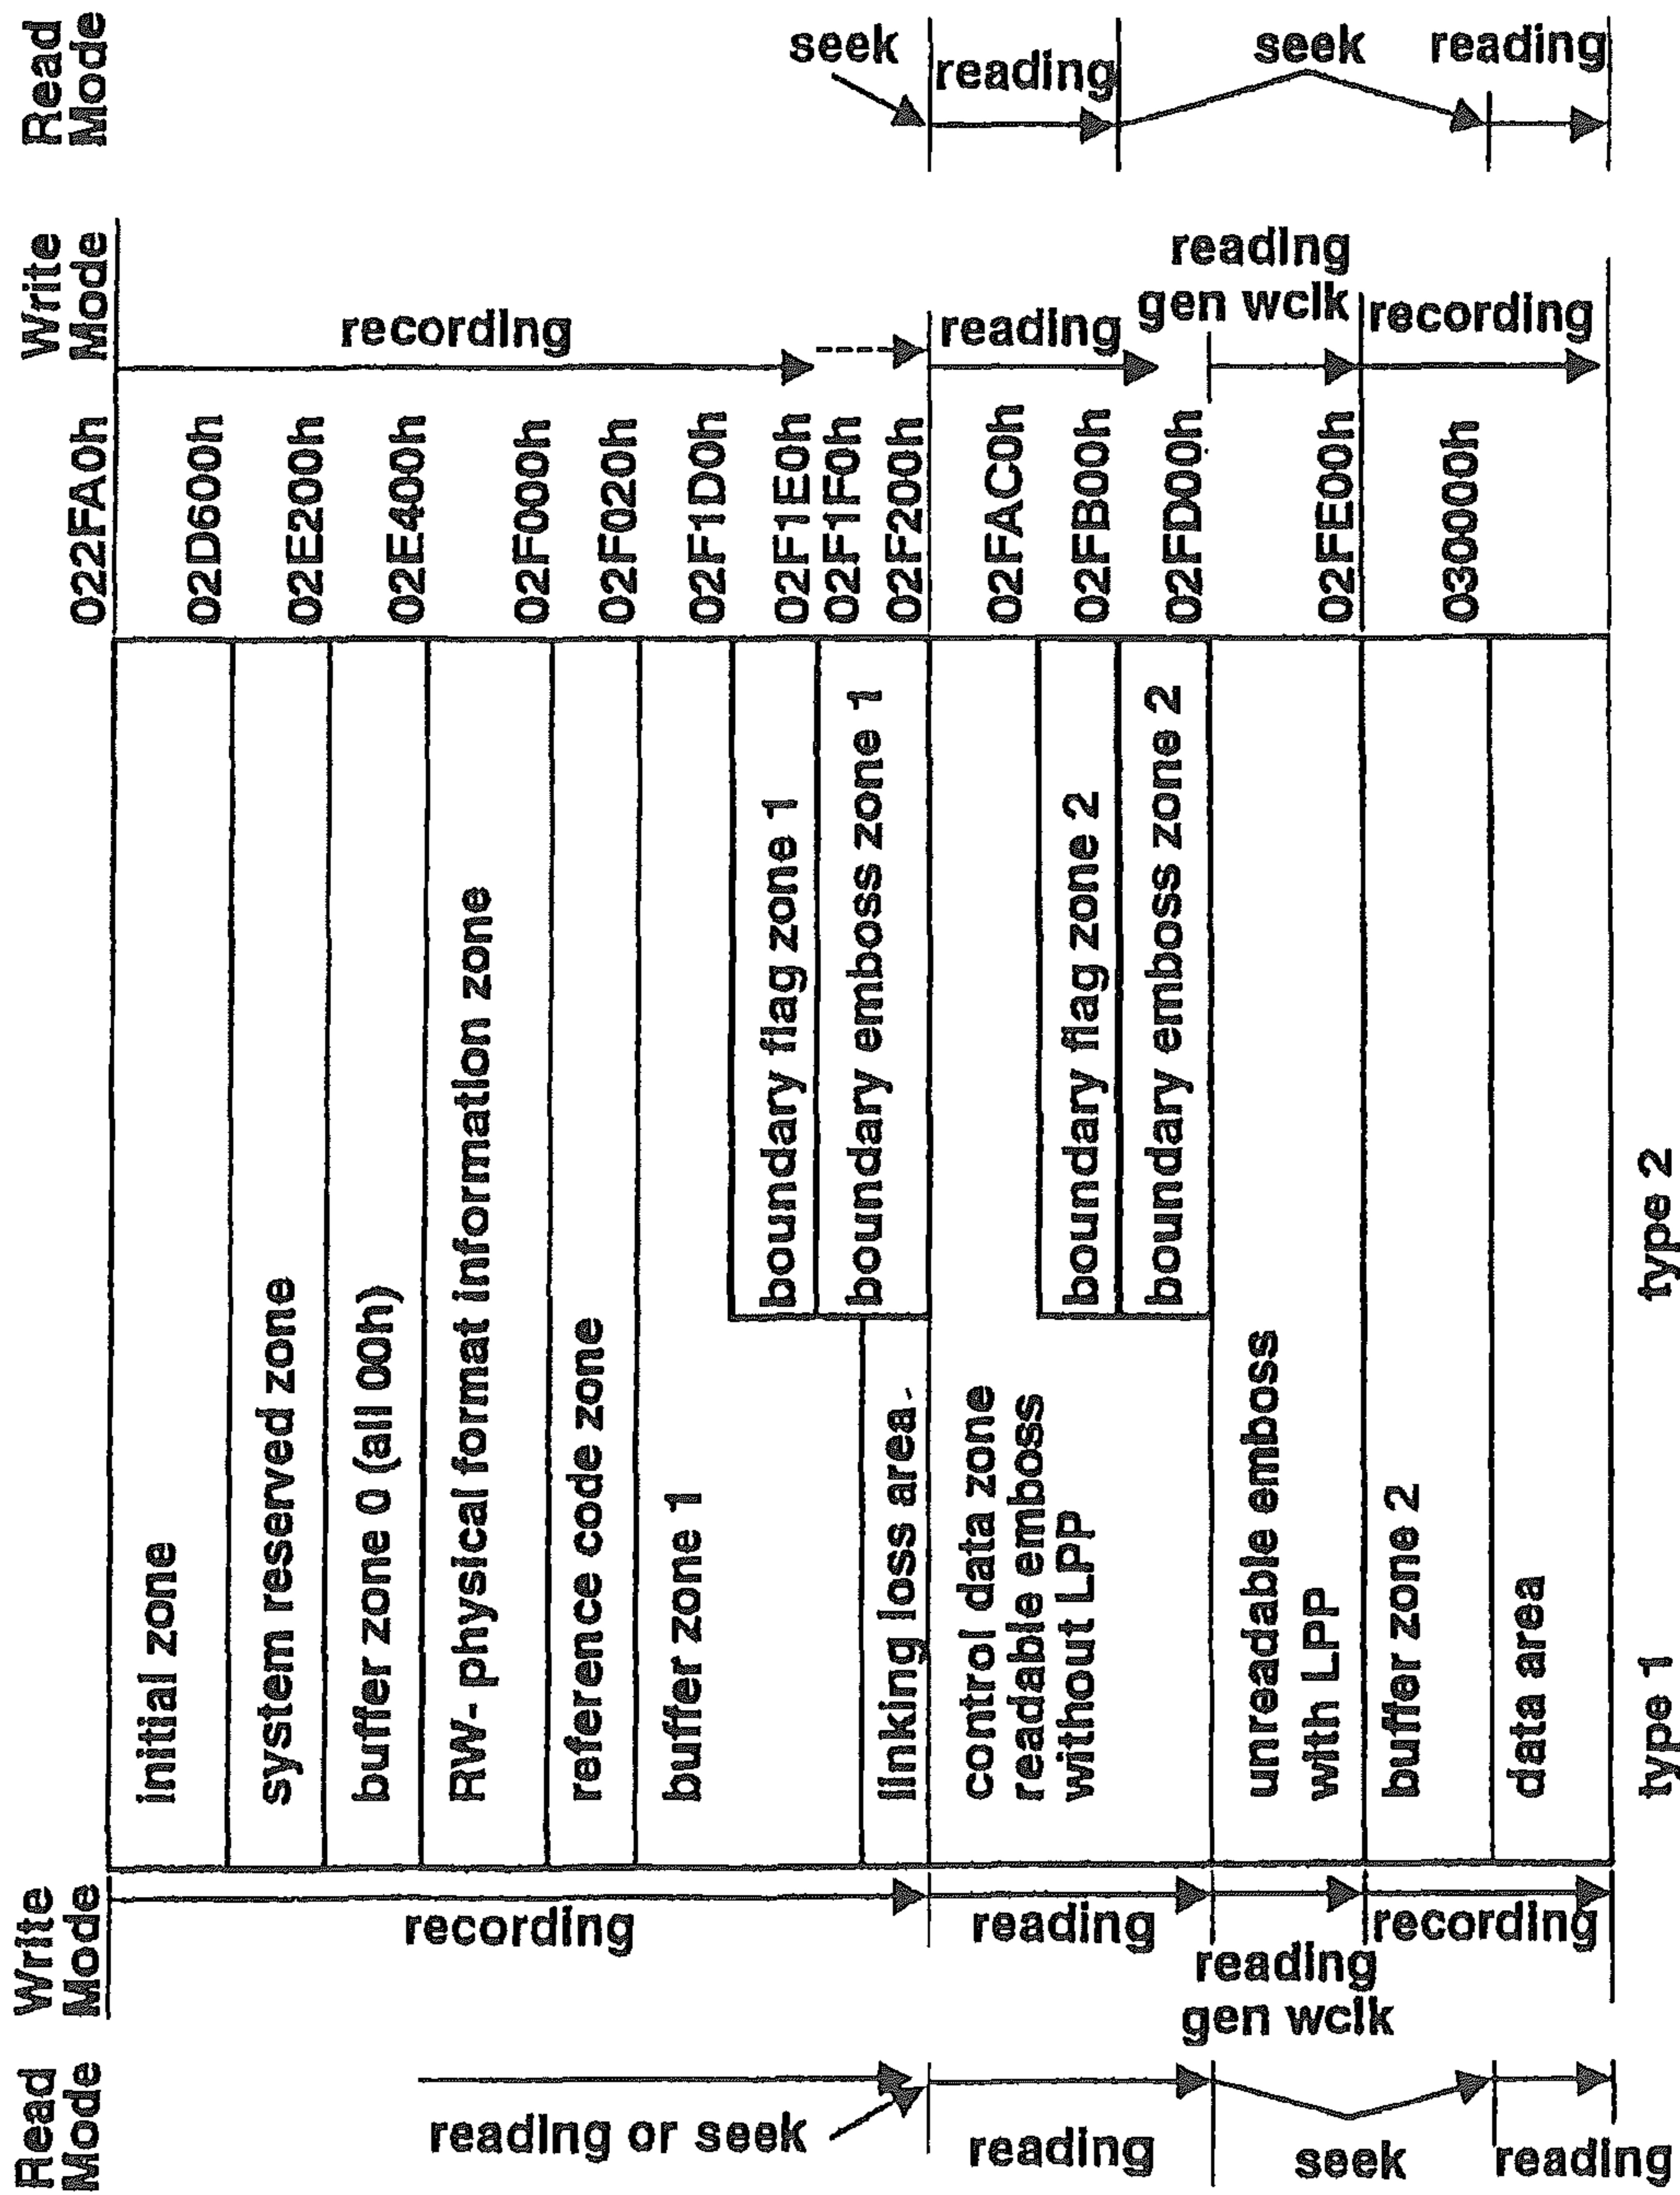 Read
Mode
seek
reading
seek
reading
Write
Mode
recording
reading
reading
gen wclk
recording
022FA0h
02D600h
02E200h
02E400h
02F000h
02F020h
02F1D0h
02F1E0h
02F1F0h
02F200h
02FAC0h
02FB00h
02FD00h
02FE00h
030000h
initial zone
system reserved zone
buffer zone 0 (all 00h)
RW- physical format information zone
reference code zone
buffer zone 1
boundary flag zone 1
boundary emboss zone 1
linking loss area
control data zone
readable emboss
without LPP
boundary flag zone 2
boundary emboss zone 2
unreadable emboss
with LPP
buffer zone 2
data area
type 1
type 2
Write
Mode
recording
reading
reading
gen wclk
recording
Read
Mode
reading or seek
reading
seek
reading